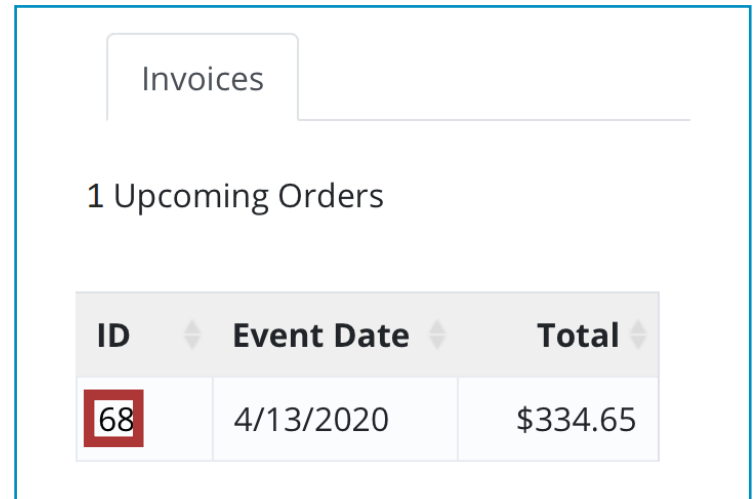 Invoices
1 Upcoming Orders
ID Event Date Total
68 4/13/2020 $334.65